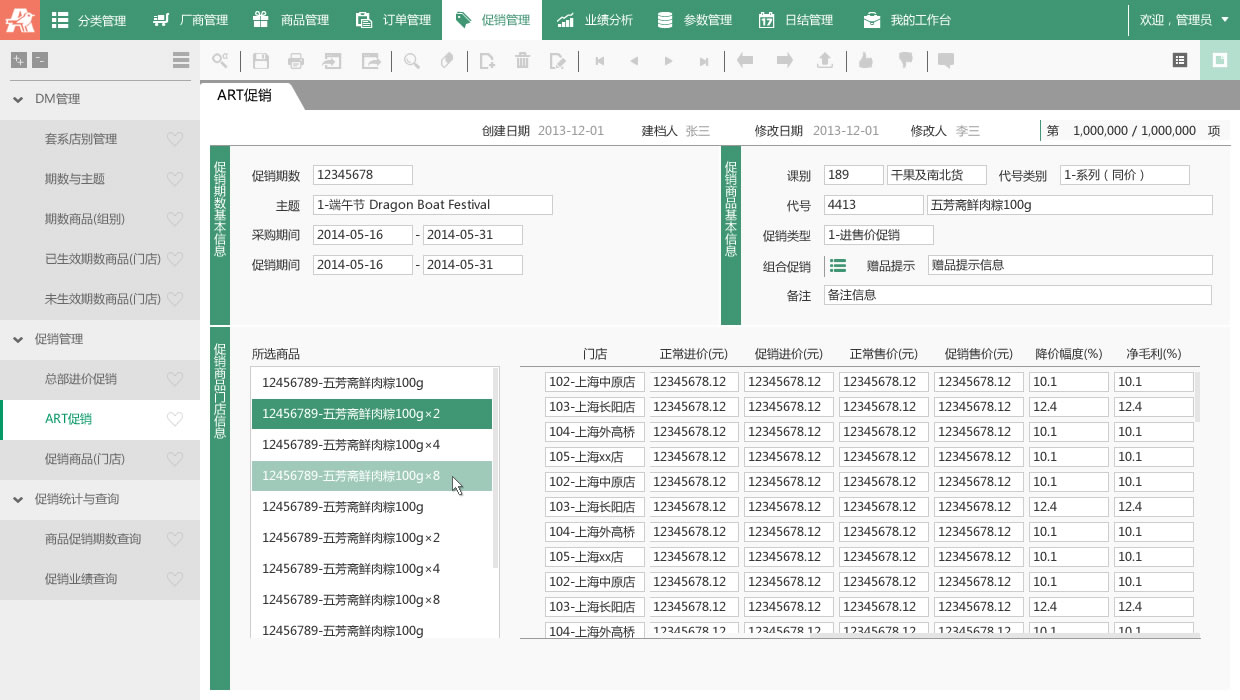 分类管理 厂商管理 商品管理 订单管理 促销管理 业绩分析 参数管理 日结管理 我的工作台 欢迎，管理员
DM管理
套系店别管理
期数与主题
期数商品(组别)
已生效期数商品(门店)
未生效期数商品(门店)
促销管理
总部进价促销
ART促销
促销商品(门店)
促销统计与查询
商品促销期数查询
促销业绩查询
ART促销
创建日期 2013-12-01 建档人 张三 修改日期 2013-12-01 修改人 李三 第 1,000,000 / 1,000,000 项
促销期数基本信息
促销期数 12345678
主题 1-端午节 Dragon Boat Festival
采购期间 2014-05-16 - 2014-05-31
促销期间 2014-05-16 - 2014-05-31
促销商品基本信息
课别 189 干果及南北货 代号类别 1-系列（同价）
代号 4413 五芳斋鲜肉粽100g
促销类型 1-进售价促销
组合促销 赠品提示 赠品提示信息
备注 备注信息
促销商品门店信息
所选商品
12456789-五芳斋鲜肉粽100g
12456789-五芳斋鲜肉粽100g×2
12456789-五芳斋鲜肉粽100g×4
12456789-五芳斋鲜肉粽100g×8
12456789-五芳斋鲜肉粽100g
12456789-五芳斋鲜肉粽100g×2
12456789-五芳斋鲜肉粽100g×4
12456789-五芳斋鲜肉粽100g×8
12456789-五芳斋鲜肉粽100g
门店 正常进价(元) 促销进价(元) 正常售价(元) 促销售价(元) 降价幅度(%) 净毛利(%)
102-上海中原店 12345678.12 12345678.12 12345678.12 12345678.12 10.1 10.1
103-上海长阳店 12345678.12 12345678.12 12345678.12 12345678.12 12.4 12.4
104-上海外高桥 12345678.12 12345678.12 12345678.12 12345678.12 10.1 10.1
105-上海xx店 12345678.12 12345678.12 12345678.12 12345678.12 10.1 10.1
102-上海中原店 12345678.12 12345678.12 12345678.12 12345678.12 10.1 10.1
103-上海长阳店 12345678.12 12345678.12 12345678.12 12345678.12 12.4 12.4
104-上海外高桥 12345678.12 12345678.12 12345678.12 12345678.12 10.1 10.1
105-上海xx店 12345678.12 12345678.12 12345678.12 12345678.12 10.1 10.1
102-上海中原店 12345678.12 12345678.12 12345678.12 12345678.12 10.1 10.1
103-上海长阳店 12345678.12 12345678.12 12345678.12 12345678.12 12.4 12.4
104-上海外高桥 12345678.12 12345678.12 12345678.12 12345678.12 10.1 10.1